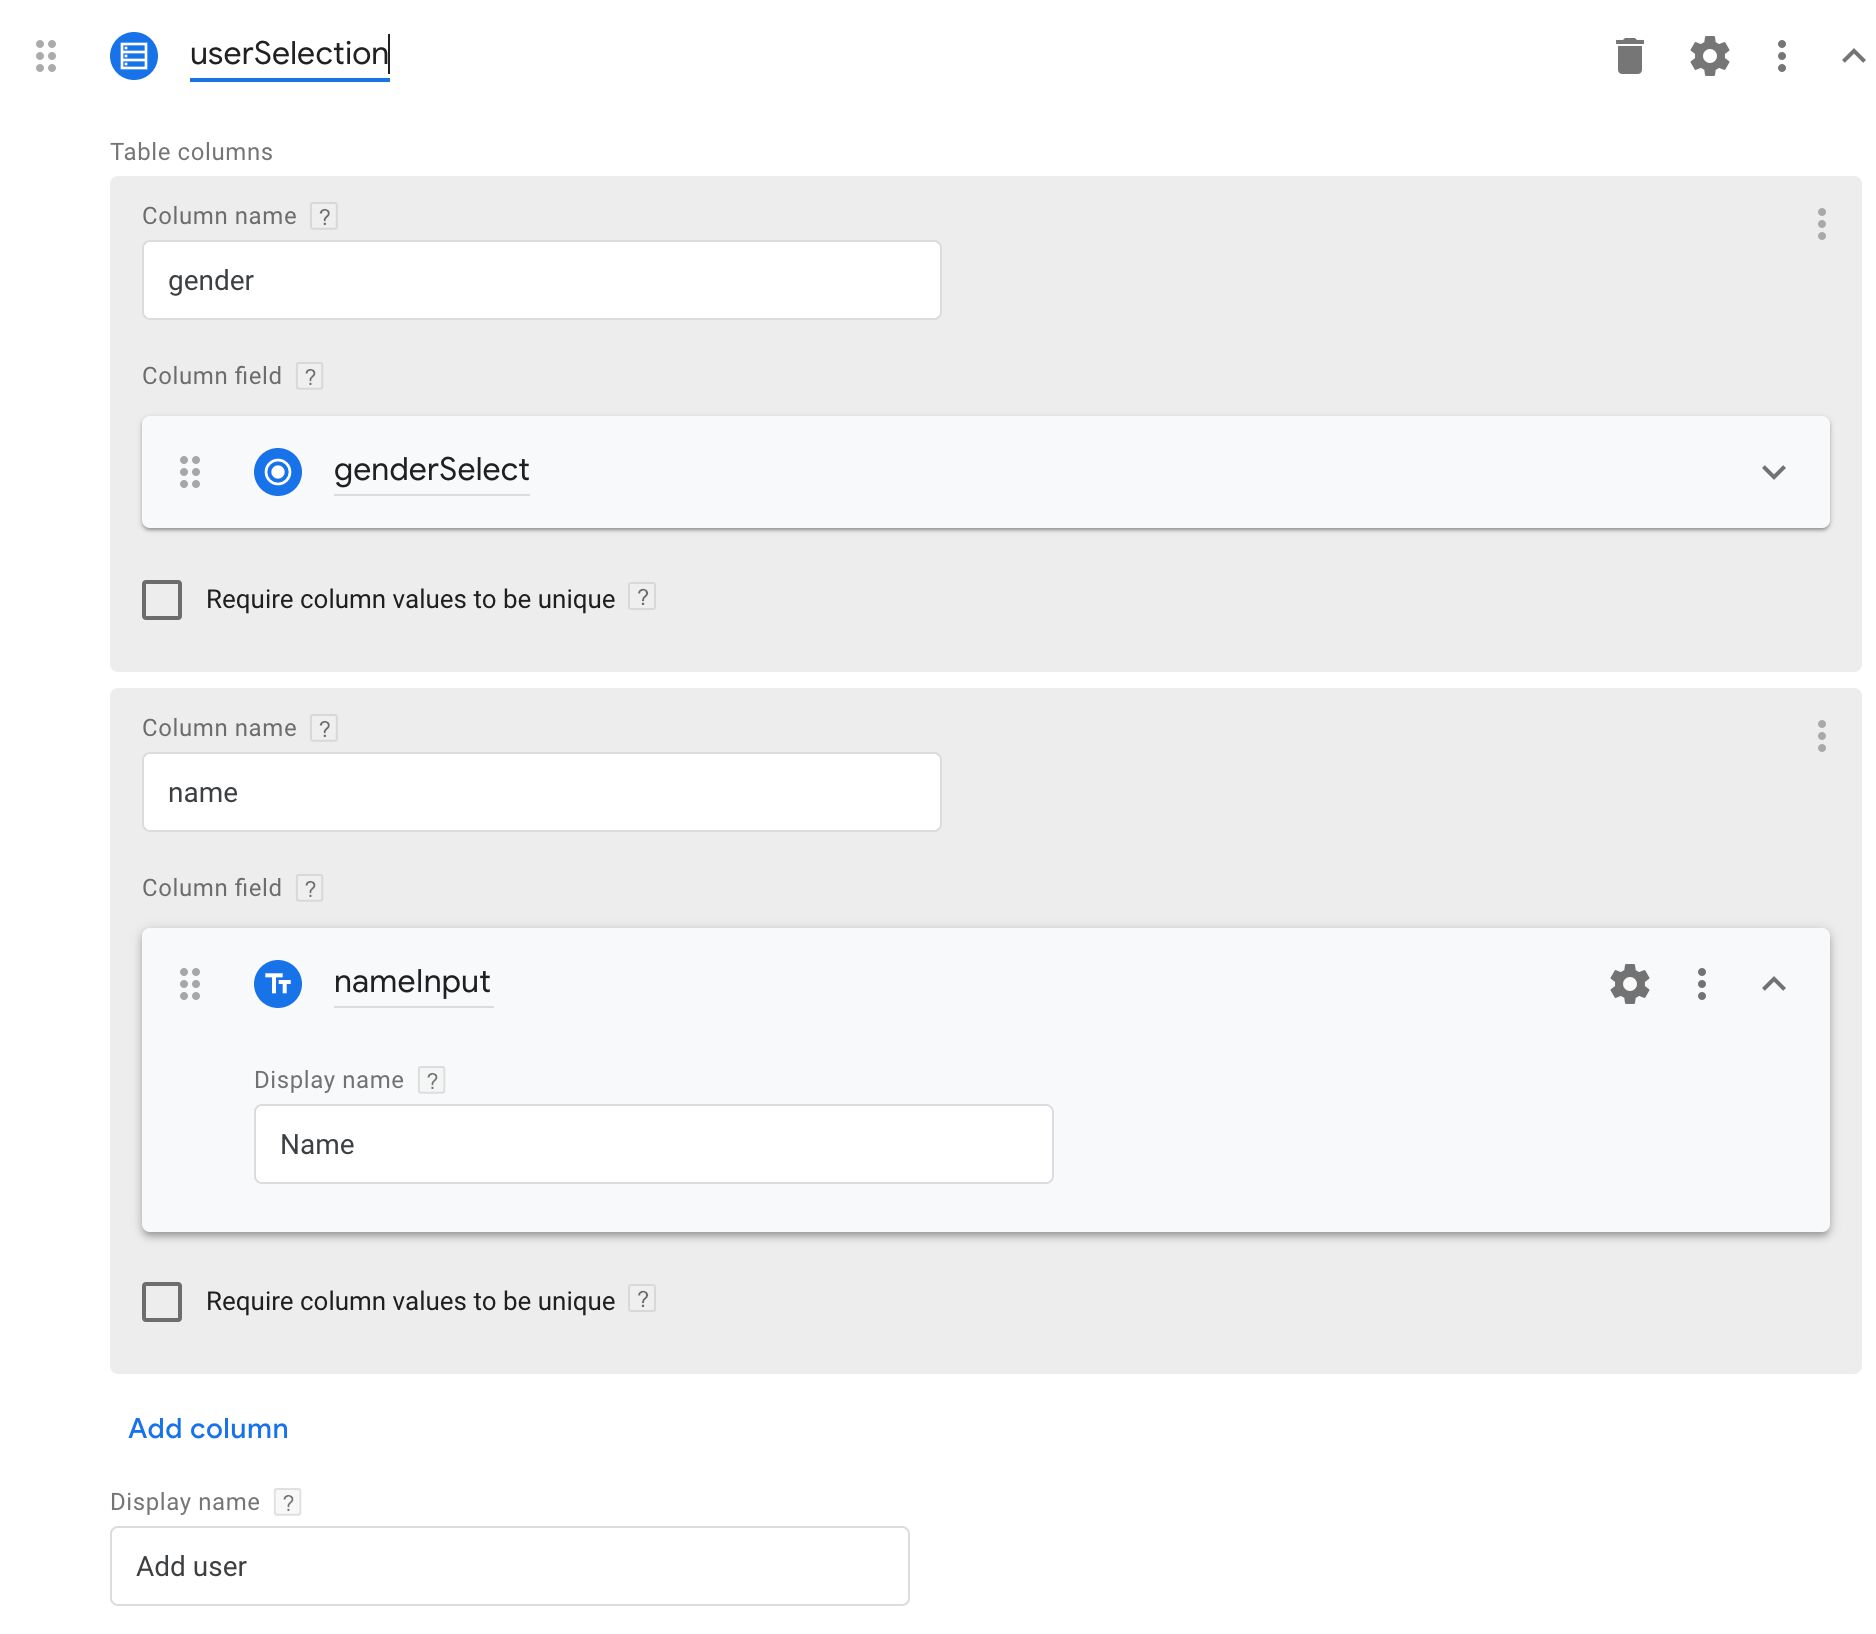 userSelection
Table columns
Column name ?
gender
Column field ?
genderSelect
Require column values to be unique ?
Column name ?
name
Column field ?
TT nameInput
Display name ?
Name
Require column values to be unique ?
Add column
Display name ?
Add user